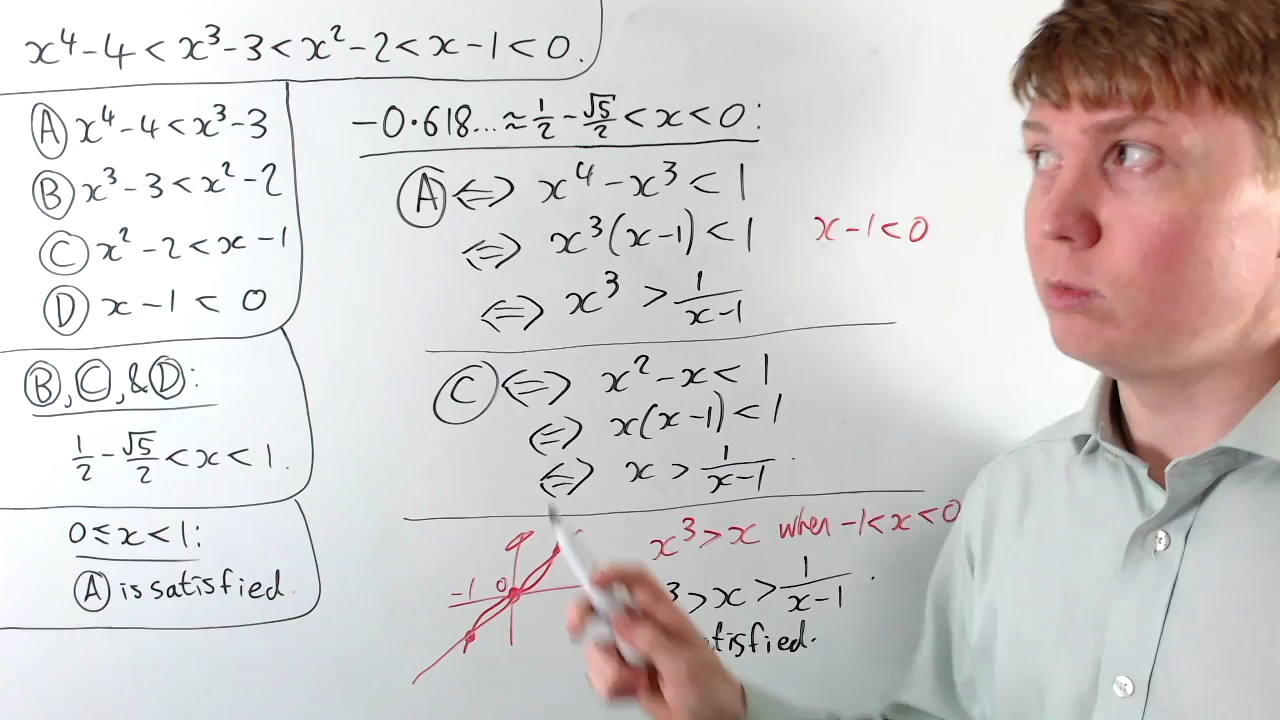 x⁴-4 < x³-3 < x²-2 < x-1 < 0.
Ⓐ x⁴-4 < x³-3
Ⓑ x³-3 < x²-2
Ⓒ x²-2 < x-1
Ⓓ x-1 < 0
Ⓑ, Ⓒ, & Ⓓ:
1/2 - √5/2 < x < 1.
0 ≤ x < 1:
Ⓐ is satisfied.
-0.618... ≈ 1/2 - √5/2 < x < 0:
Ⓐ ⇔ x⁴-x³ < 1
⇔ x³(x-1) < 1 x-1<0
⇔ x³ > 1/(x-1)
Ⓒ ⇔ x²-x < 1
⇔ x(x-1) < 1
⇔ x > 1/(x-1).
-1 0
x³>x when -1<x<0
³ > x > 1/(x-1).